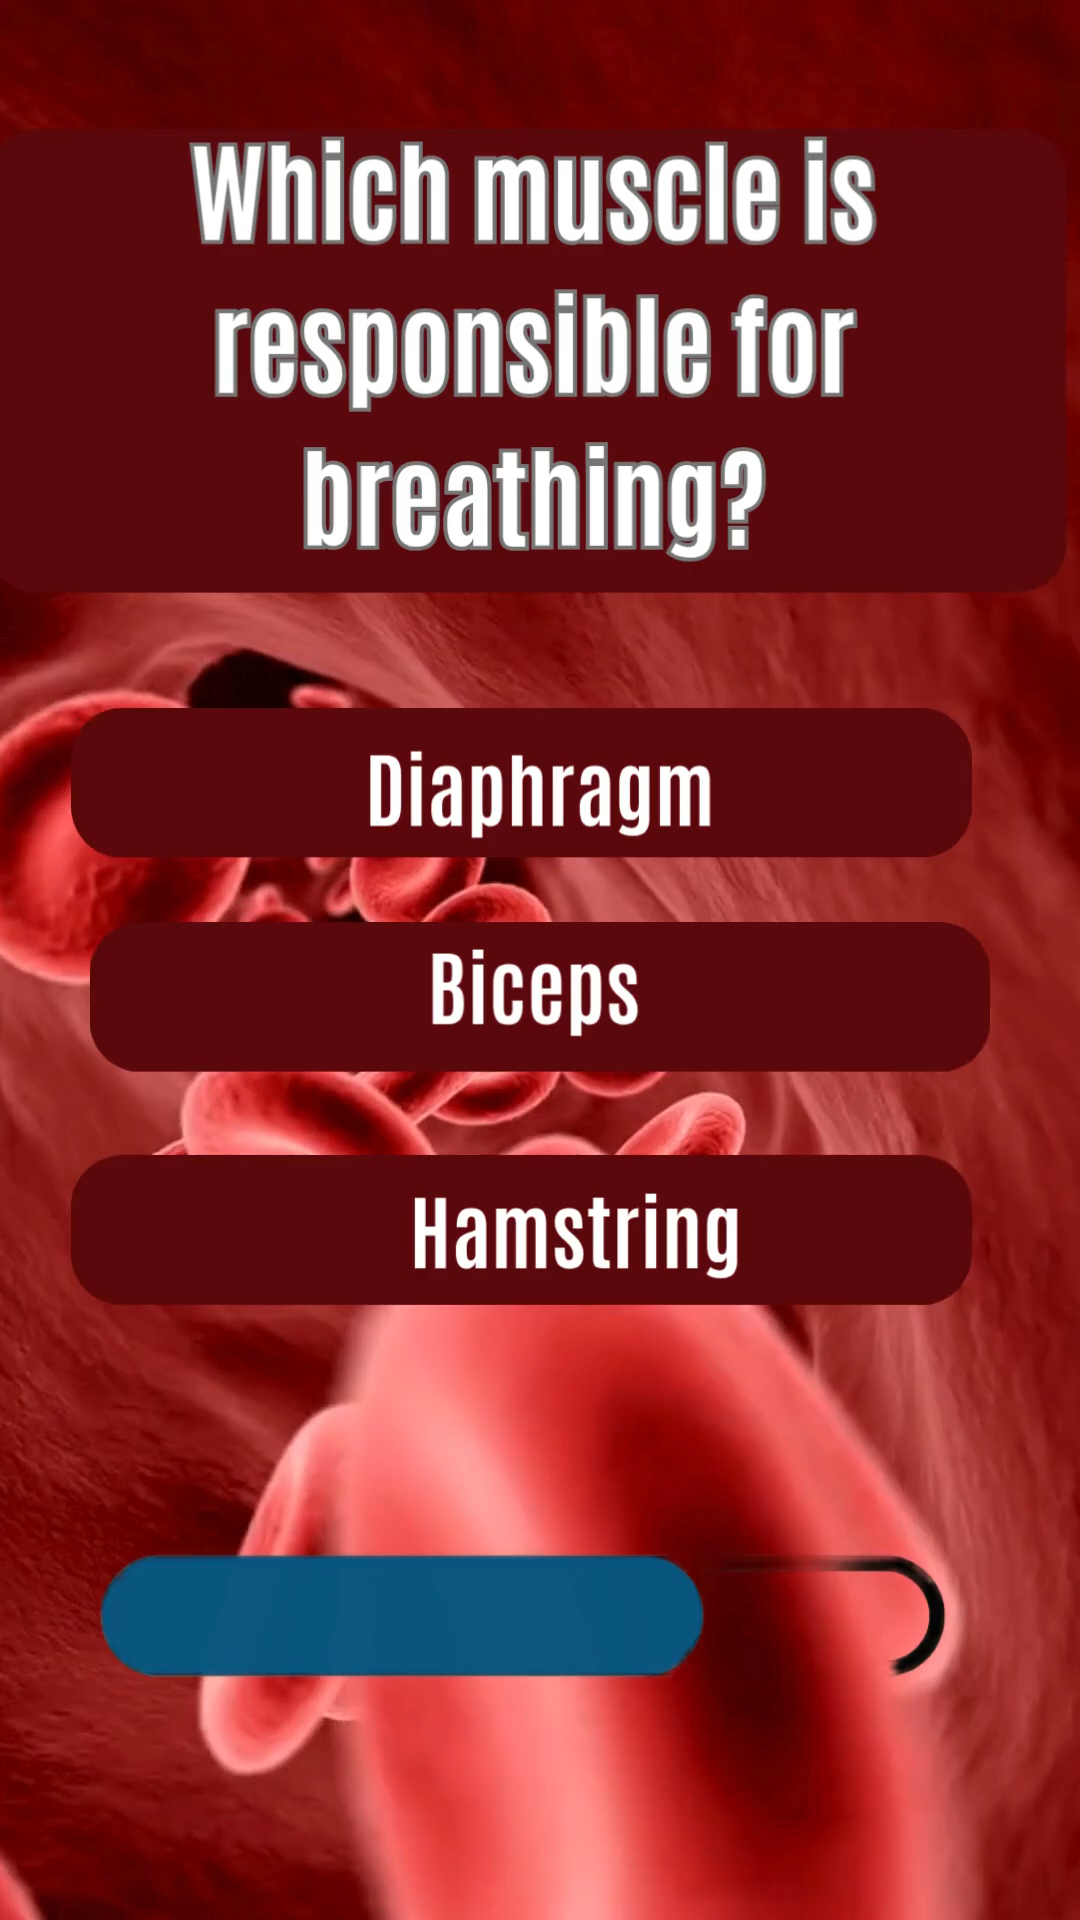 Which muscle is
responsible for
breathing?
Diaphragm
Biceps
Hamstring